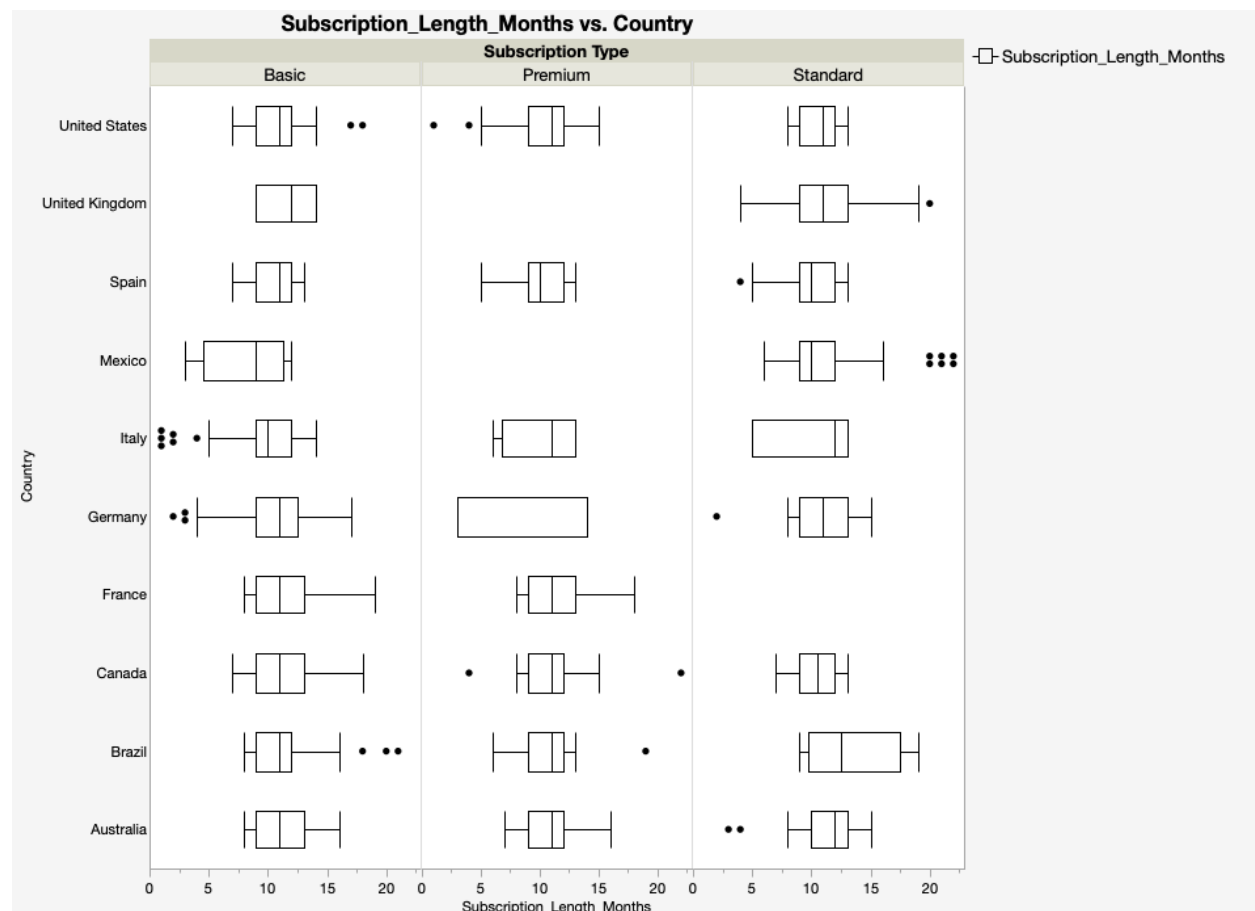 Subscription_Length_Months vs. Country
Subscription Type
Basic Premium Standard
Subscription_Length_Months
United States
United Kingdom
Spain
Mexico
Italy
Germany
France
Canada
Brazil
Australia
Country
0 5 10 15 20 0 5 10 15 20 0 5 10 15 20
Subscription_Length_Months